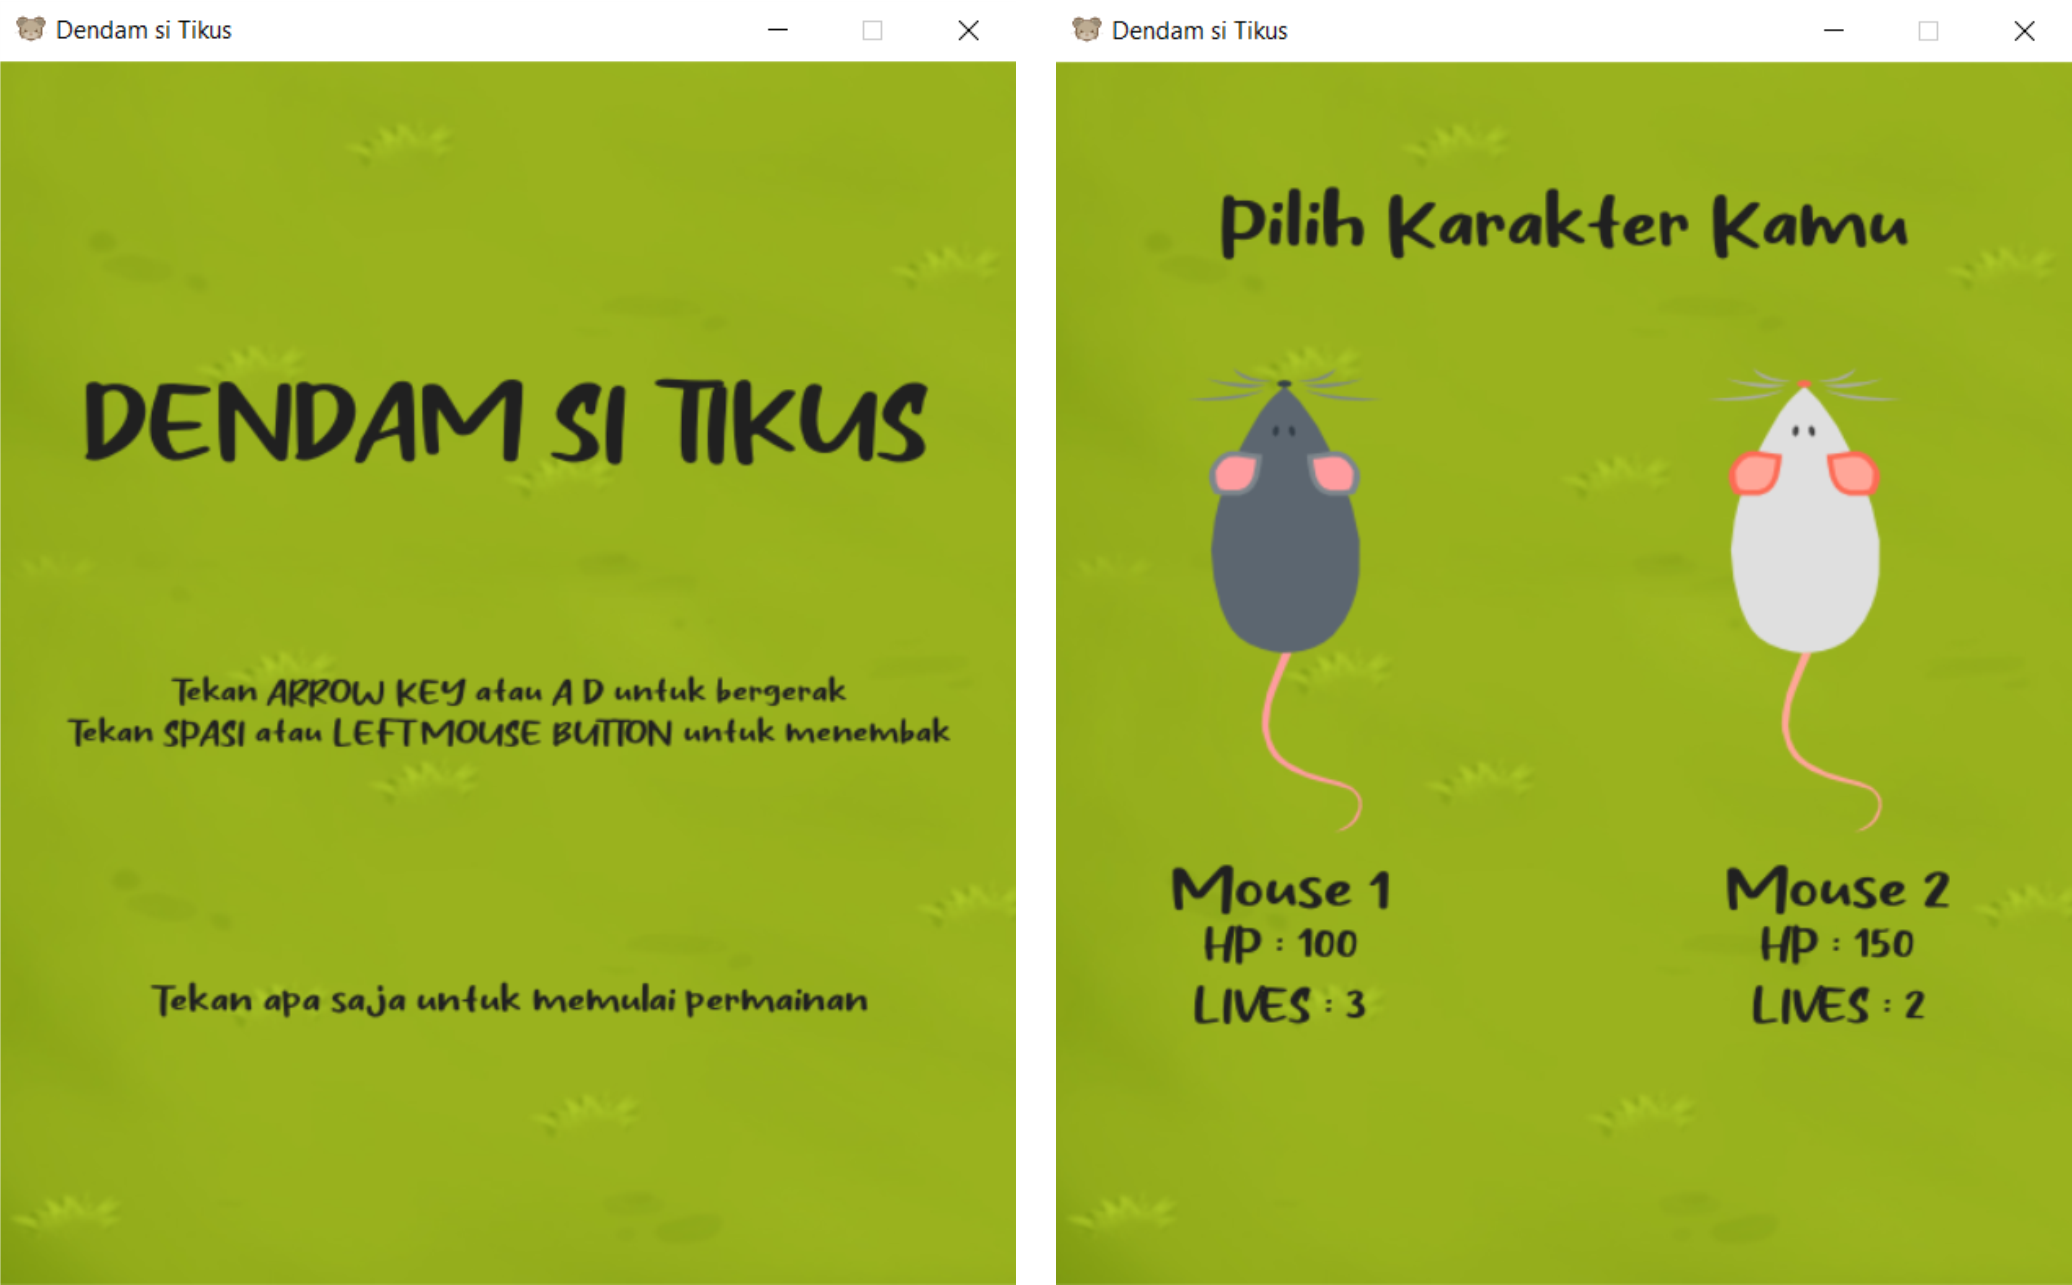 Dendam si Tikus
DENDAM SI TIKUS
Tekan ARROW KEY atau A D untuk bergerak
Tekan SPASI atau LEFT MOUSE BUTTON untuk menembak
Tekan apa saja untuk memulai permainan
Dendam si Tikus
Pilih Karakter Kamu
Mouse 1
HP : 100
LIVES : 3
Mouse 2
HP : 150
LIVES : 2